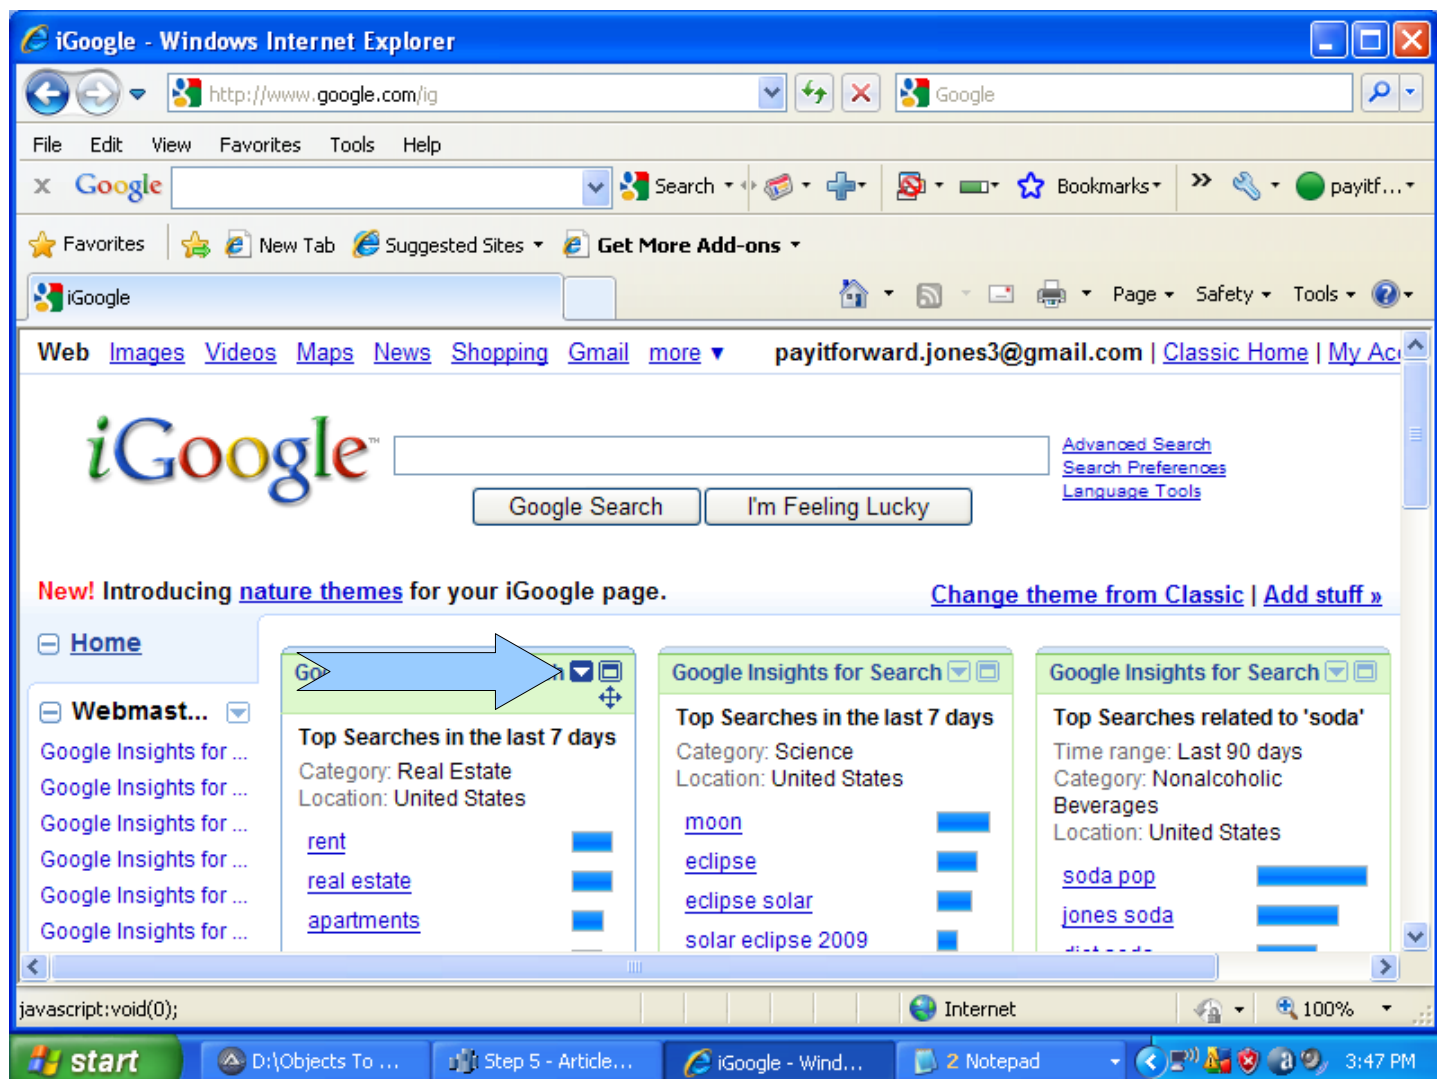 iGoogle - Windows Internet Explorer
http://www.google.com/ig
Google
File Edit View Favorites Tools Help
x Google Search Bookmarks payitf...
Favorites New Tab Suggested Sites Get More Add-ons
iGoogle Page Safety Tools
Web Images Videos Maps News Shopping Gmail more ▼ payitforward.jones3@gmail.com | Classic Home | My Acc
iGoogle™
Advanced Search
Search Preferences
Language Tools
Google Search I'm Feeling Lucky
New! Introducing nature themes for your iGoogle page.
Change theme from Classic | Add stuff »
Home
Webmast...
Google Insights for ...
Google Insights for ...
Google Insights for ...
Google Insights for ...
Google Insights for ...
Google Insights for ...
Top Searches in the last 7 days
Category: Real Estate
Location: United States
rent
real estate
apartments
Google Insights for Search
Top Searches in the last 7 days
Category: Science
Location: United States
moon
eclipse
eclipse solar
solar eclipse 2009
Google Insights for Search
Top Searches related to 'soda'
Time range: Last 90 days
Category: Nonalcoholic
Beverages
Location: United States
soda pop
jones soda
diet soda
javascript:void(0);
Internet
100%
start
D:\Objects To ...
Step 5 - Article...
iGoogle - Wind...
2 Notepad
3:47 PM